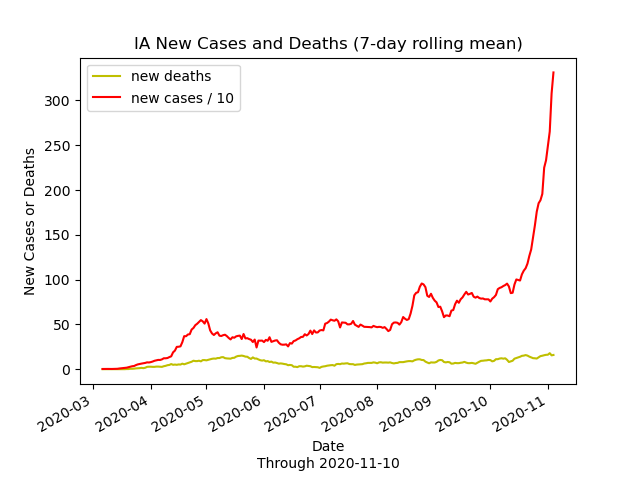 IA New Cases and Deaths (7-day rolling mean)
new deaths
new cases / 10
New Cases or Deaths
300
250
200
150
100
50
0
2020-03
2020-04
2020-05
2020-06
2020-07
2020-08
2020-09
2020-10
2020-11
Date
Through 2020-11-10